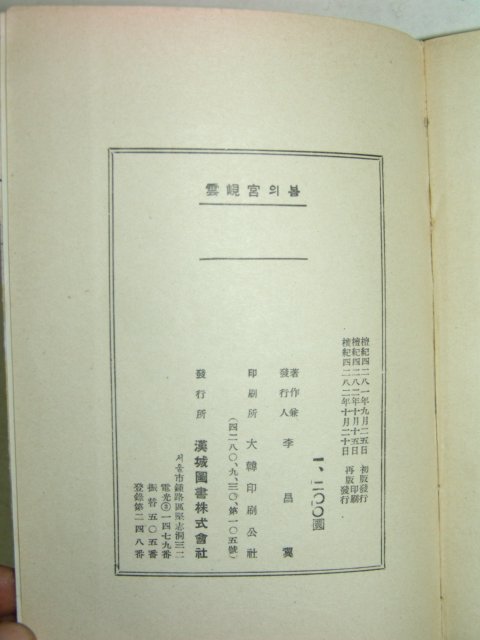 雲峴宮의봄
檀紀四二八一年九月二五日 初版發行
檀紀四二八二年十月十五日 再版印刷
檀紀四二八二年十月二十日 再版發行
一、二〇〇圓
著作兼發行人 李昌翼
印刷所 大韓印刷公社
(四二八〇、九、三〇、第一〇五號)
發行所 漢城圖書株式會社
서울市鍾路區堅志洞三二
電光③一四七九番
振替五〇五番
登錄第二四八番